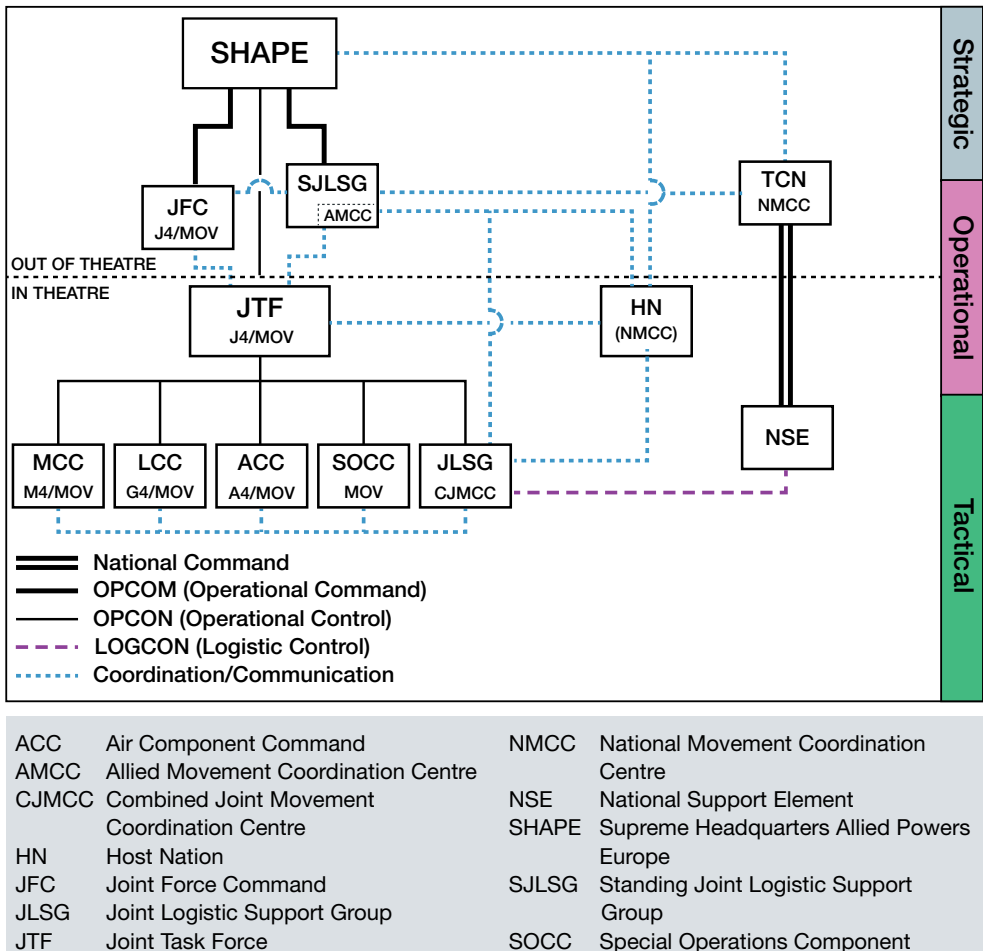 SHAPE
Strategic
SJLSG
AMCC
TCN
NMCC
JFC
J4/MOV
Operational
OUT OF THEATRE
IN THEATRE
JTF
J4/MOV
HN
(NMCC)
NSE
MCC
M4/MOV
LCC
G4/MOV
ACC
A4/MOV
SOCC
MOV
JLSG
CJMCC
Tactical
National Command
OPCOM (Operational Command)
OPCON (Operational Control)
LOGCON (Logistic Control)
Coordination/Communication
ACC Air Component Command
AMCC Allied Movement Coordination Centre
CJMCC Combined Joint Movement
Coordination Centre
HN Host Nation
JFC Joint Force Command
JLSG Joint Logistic Support Group
JTF Joint Task Force
NMCC National Movement Coordination
Centre
NSE National Support Element
SHAPE Supreme Headquarters Allied Powers
Europe
SJLSG Standing Joint Logistic Support
Group
SOCC Special Operations Component